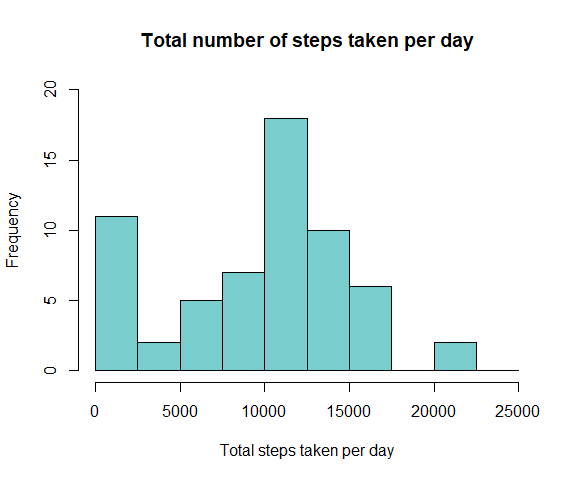 Total number of steps taken per day
20
15
10
5
0
Frequency
0 5000 10000 15000 20000 25000
Total steps taken per day